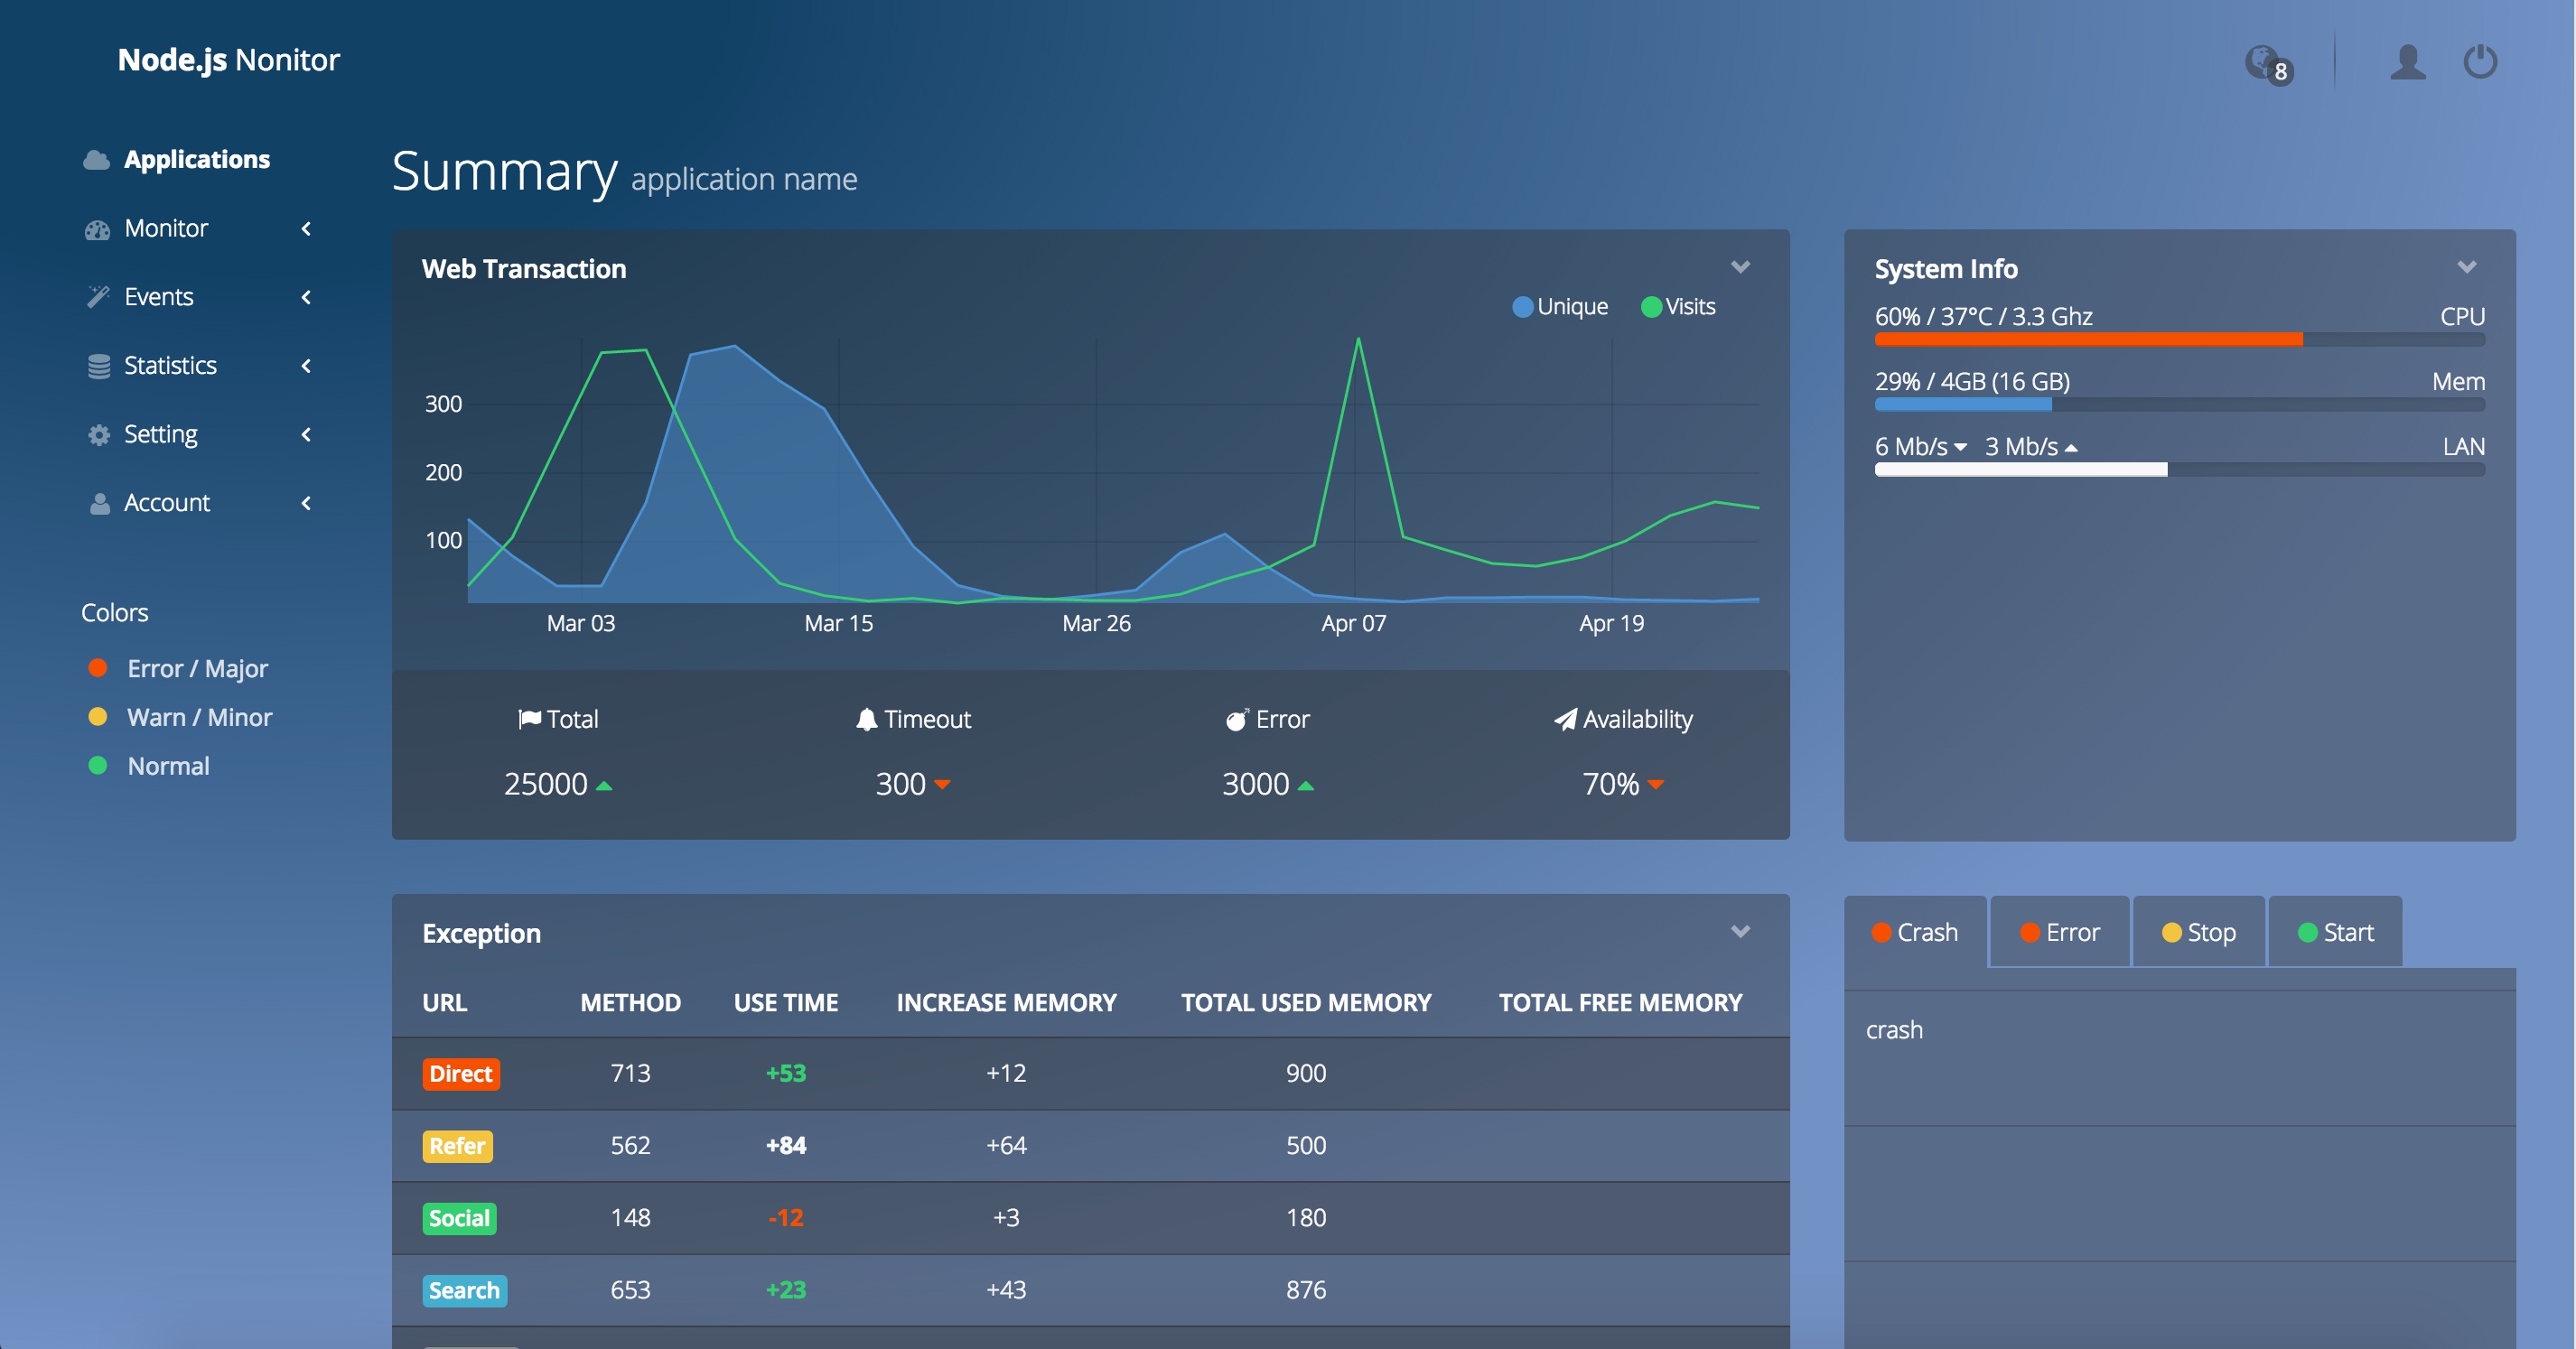 Node.js Nonitor
8
Applications
Monitor
Events
Statistics
Setting
Account
Colors
Error / Major
Warn / Minor
Normal
Summary application name
Web Transaction
Unique Visits
300
200
100
Mar 03 Mar 15 Mar 26 Apr 07 Apr 19
Total Timeout Error Availability
25000 300 3000 70%
System Info
60% / 37°C / 3.3 Ghz CPU
29% / 4GB (16 GB) Mem
6 Mb/s 3 Mb/s LAN
Exception
URL METHOD USE TIME INCREASE MEMORY TOTAL USED MEMORY TOTAL FREE MEMORY
Direct 713 +53 +12 900
Refer 562 +84 +64 500
Social 148 -12 +3 180
Search 653 +23 +43 876
Crash Error Stop Start
crash